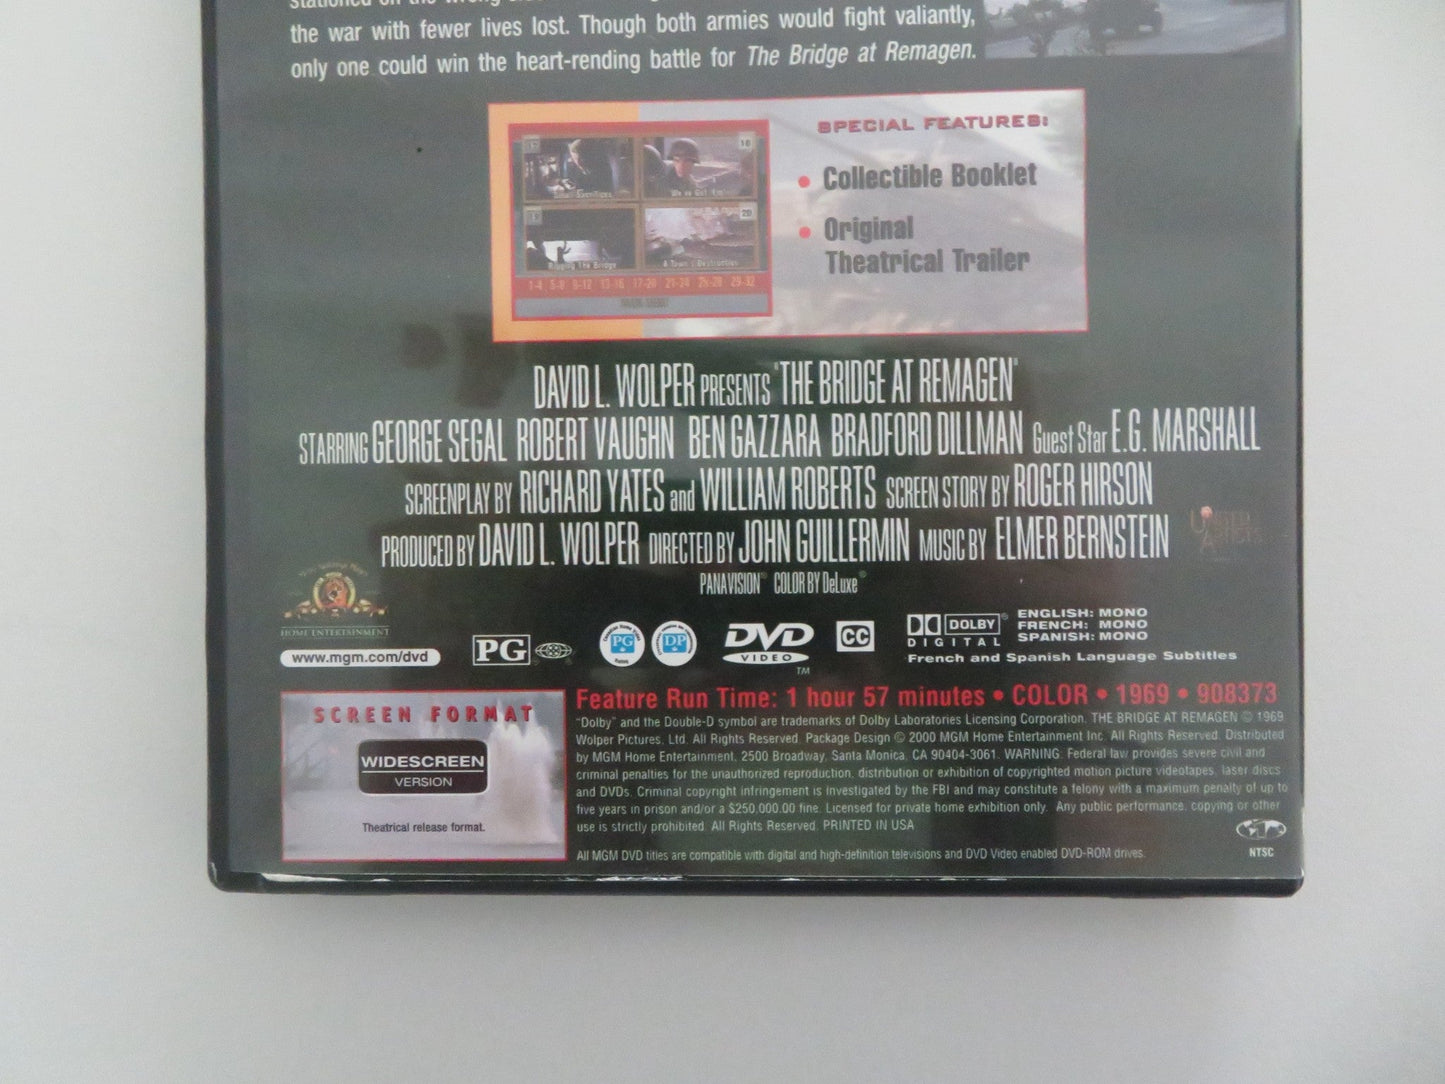 the war with fewer lives lost. Though both armies would fight valiantly,
only one could win the heart-rending battle for The Bridge at Remagen.
SPECIAL FEATURES:
• Collectible Booklet
• Original
Theatrical Trailer
We've Got 'Em
Ripping The Bridge
A Town's Destruction
1-4 5-8 9-12 13-16 17-20 21-24 25-28 29-32
MAIN MENU
DAVID L. WOLPER PRESENTS "THE BRIDGE AT REMAGEN"
STARRING GEORGE SEGAL ROBERT VAUGHN BEN GAZZARA BRADFORD DILLMAN Guest Star E.G. MARSHALL
SCREENPLAY BY RICHARD YATES and WILLIAM ROBERTS SCREEN STORY BY ROGER HIRSON
PRODUCED BY DAVID L. WOLPER DIRECTED BY JOHN GUILLERMIN MUSIC BY ELMER BERNSTEIN
UNITED ARTISTS
PANAVISION® COLOR BY DeLuxe®
HOME ENTERTAINMENT
www.mgm.com/dvd
PG
PG
DP
DVD VIDEO TM
CC
DOLBY DIGITAL
ENGLISH: MONO
FRENCH: MONO
SPANISH: MONO
French and Spanish Language Subtitles
SCREEN FORMAT
WIDESCREEN
VERSION
Theatrical release format.
Feature Run Time: 1 hour 57 minutes • COLOR • 1969 • 908373
"Dolby" and the Double-D symbol are trademarks of Dolby Laboratories Licensing Corporation. THE BRIDGE AT REMAGEN © 1969
Wolper Pictures, Ltd. All Rights Reserved. Package Design © 2000 MGM Home Entertainment Inc. All Rights Reserved. Distributed
by MGM Home Entertainment, 2500 Broadway, Santa Monica, CA 90404-3061. WARNING: Federal law provides severe civil and
criminal penalties for the unauthorized reproduction, distribution or exhibition of copyrighted motion picture videotapes, laser discs
and DVDs. Criminal copyright infringement is investigated by the FBI and may constitute a felony with a maximum penalty of up to
five years in prison and/or a $250,000.00 fine. Licensed for private home exhibition only. Any public performance, copying or other
use is strictly prohibited. All Rights Reserved. PRINTED IN USA
All MGM DVD titles are compatible with digital and high-definition televisions and DVD Video enabled DVD-ROM drives.
1
NTSC